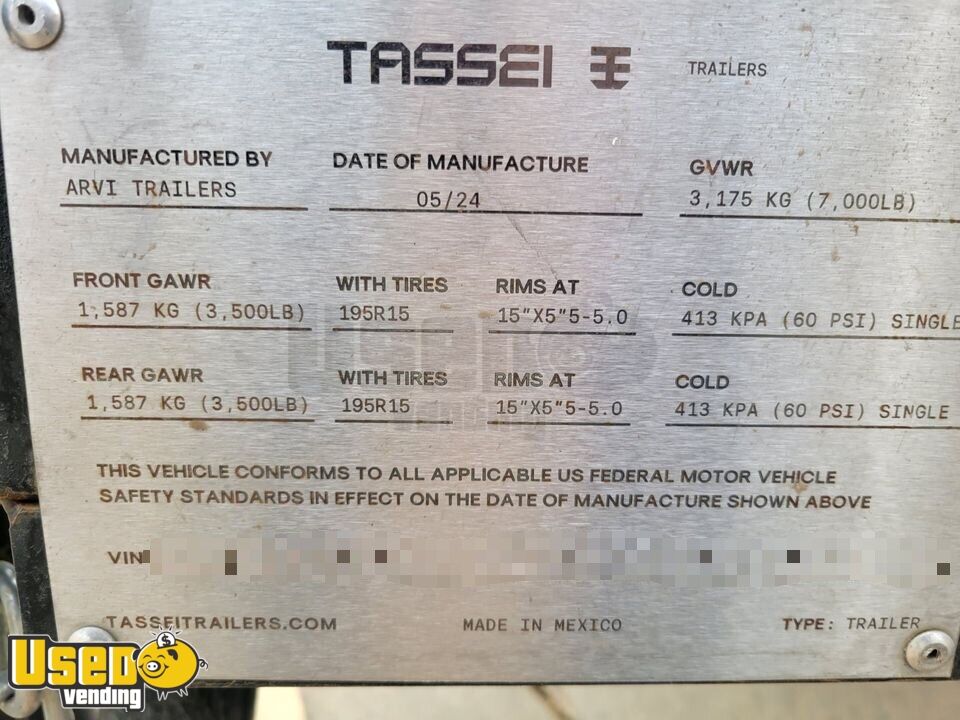 TASSEI TRAILERS
MANUFACTURED BY DATE OF MANUFACTURE GVWR
ARVI TRAILERS 05/24 3,175 KG (7,000LB)
FRONT GAWR WITH TIRES RIMS AT COLD
1,587 KG (3,500LB) 195R15 15"X5"5-5.0 413 KPA (60 PSI) SINGLE
REAR GAWR WITH TIRES RIMS AT COLD
1,587 KG (3,500LB) 195R15 15"X5"5-5.0 413 KPA (60 PSI) SINGLE
THIS VEHICLE CONFORMS TO ALL APPLICABLE US FEDERAL MOTOR VEHICLE
SAFETY STANDARDS IN EFFECT ON THE DATE OF MANUFACTURE SHOWN ABOVE
VIN
TASSEITRAILERS.COM MADE IN MEXICO TYPE: TRAILER
USED
vending